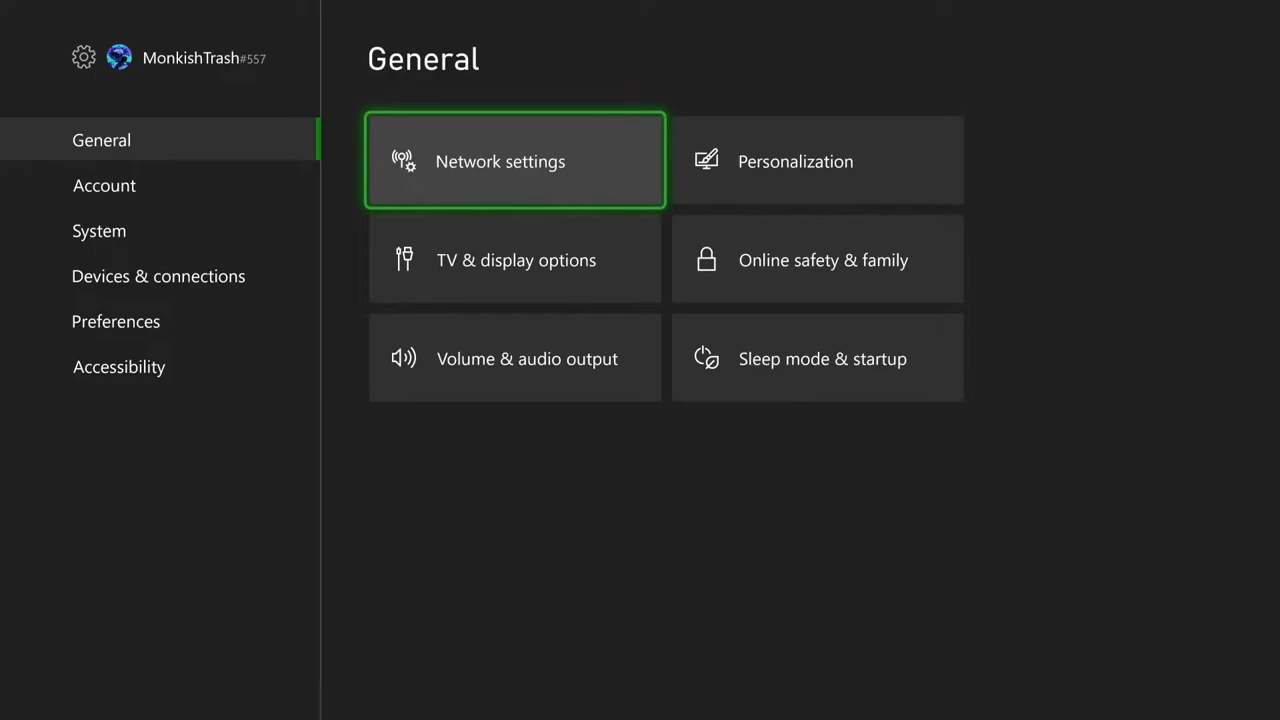 MonkishTrash#557
General
Account
System
Devices & connections
Preferences
Accessibility
General
Network settings
Personalization
TV & display options
Online safety & family
Volume & audio output
Sleep mode & startup